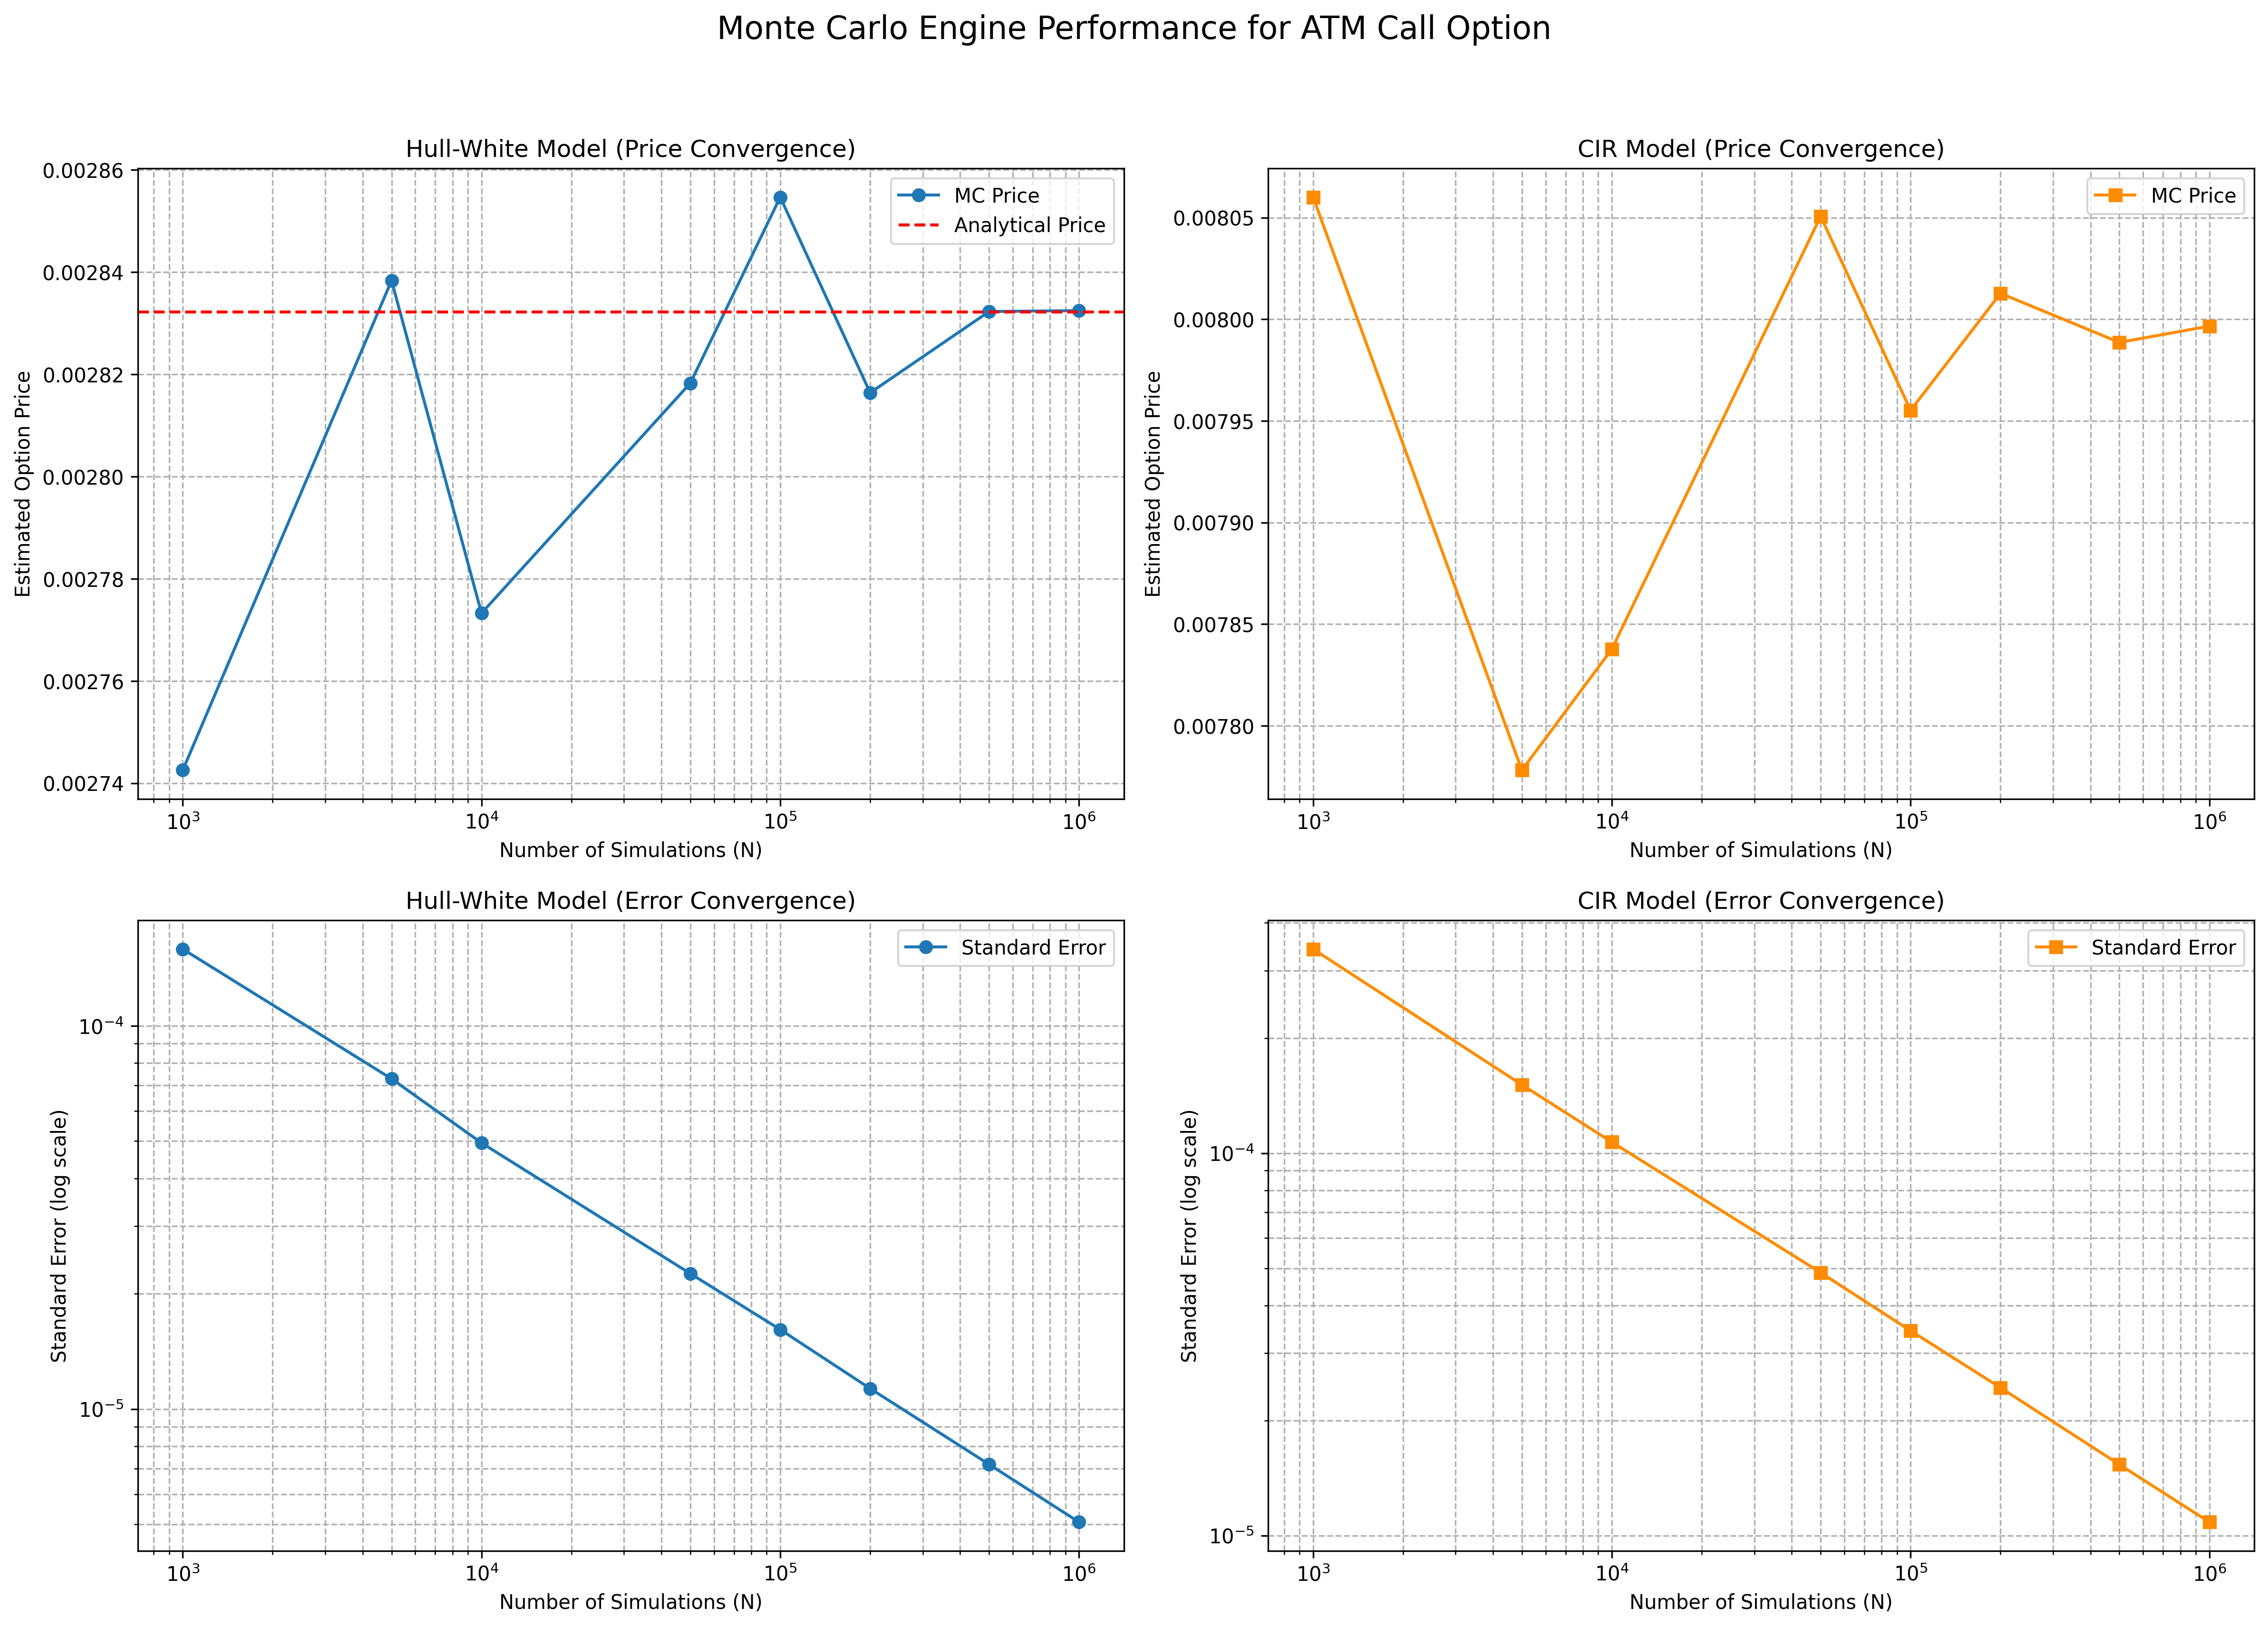 Monte Carlo Engine Performance for ATM Call Option
Hull-White Model (Price Convergence)
0.00286
0.00284
0.00282
0.00280
0.00278
0.00276
0.00274
Estimated Option Price
MC Price
Analytical Price
10³ 10⁴ 10⁵ 10⁶
Number of Simulations (N)
CIR Model (Price Convergence)
0.00805
0.00800
0.00795
0.00790
0.00785
0.00780
Estimated Option Price
MC Price
10³ 10⁴ 10⁵ 10⁶
Number of Simulations (N)
Hull-White Model (Error Convergence)
10⁻⁴
10⁻⁵
Standard Error (log scale)
Standard Error
10³ 10⁴ 10⁵ 10⁶
Number of Simulations (N)
CIR Model (Error Convergence)
10⁻⁴
10⁻⁵
Standard Error (log scale)
Standard Error
10³ 10⁴ 10⁵ 10⁶
Number of Simulations (N)